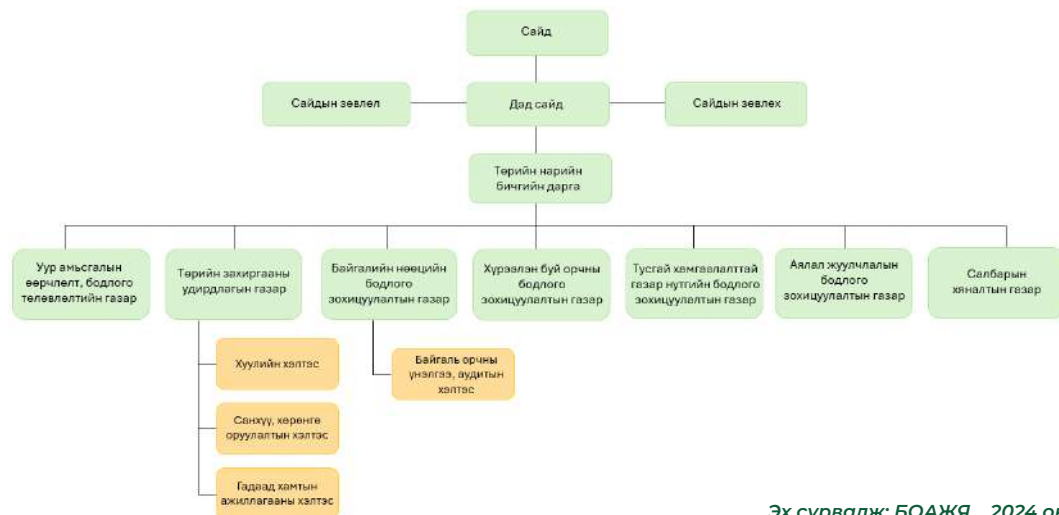 Сайд
Сайдын зөвлөл
Дэд сайд
Сайдын зөвлөх
Төрийн нарийн
бичгийн дарга
Уур амьсгалын
өөрчлөлт, бодлого
төлөвлөлтийн газар
Төрийн захиргааны
удирдлагын газар
Байгалийн нөөцийн
бодлого
зохицуулалтын газар
Хүрээлэн буй орчны
бодлого
зохицуулалтын газар
Тусгай хамгаалалттай
газар нутгийн бодлого
зохицуулалтын газар
Аялал жуулчлалын
бодлого
зохицуулалтын газар
Салбарын
хяналтын газар
Хуулийн хэлтэс
Байгаль орчны
үнэлгээ, аудитын
хэлтэс
Санхүү, хөрөнгө
оруулалтын хэлтэс
Гадаад хамтын
ажиллагааны хэлтэс
Эх сурвалж: БОАЖЯ, 2024 он